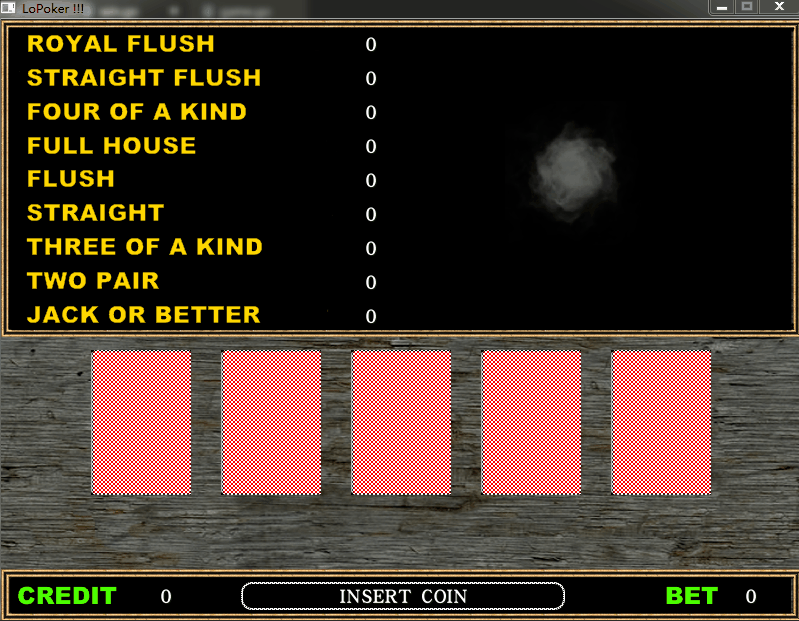 LoPoker !!!
ROYAL FLUSH 0
STRAIGHT FLUSH 0
FOUR OF A KIND 0
FULL HOUSE 0
FLUSH 0
STRAIGHT 0
THREE OF A KIND 0
TWO PAIR 0
JACK OR BETTER 0
CREDIT 0 INSERT COIN BET 0